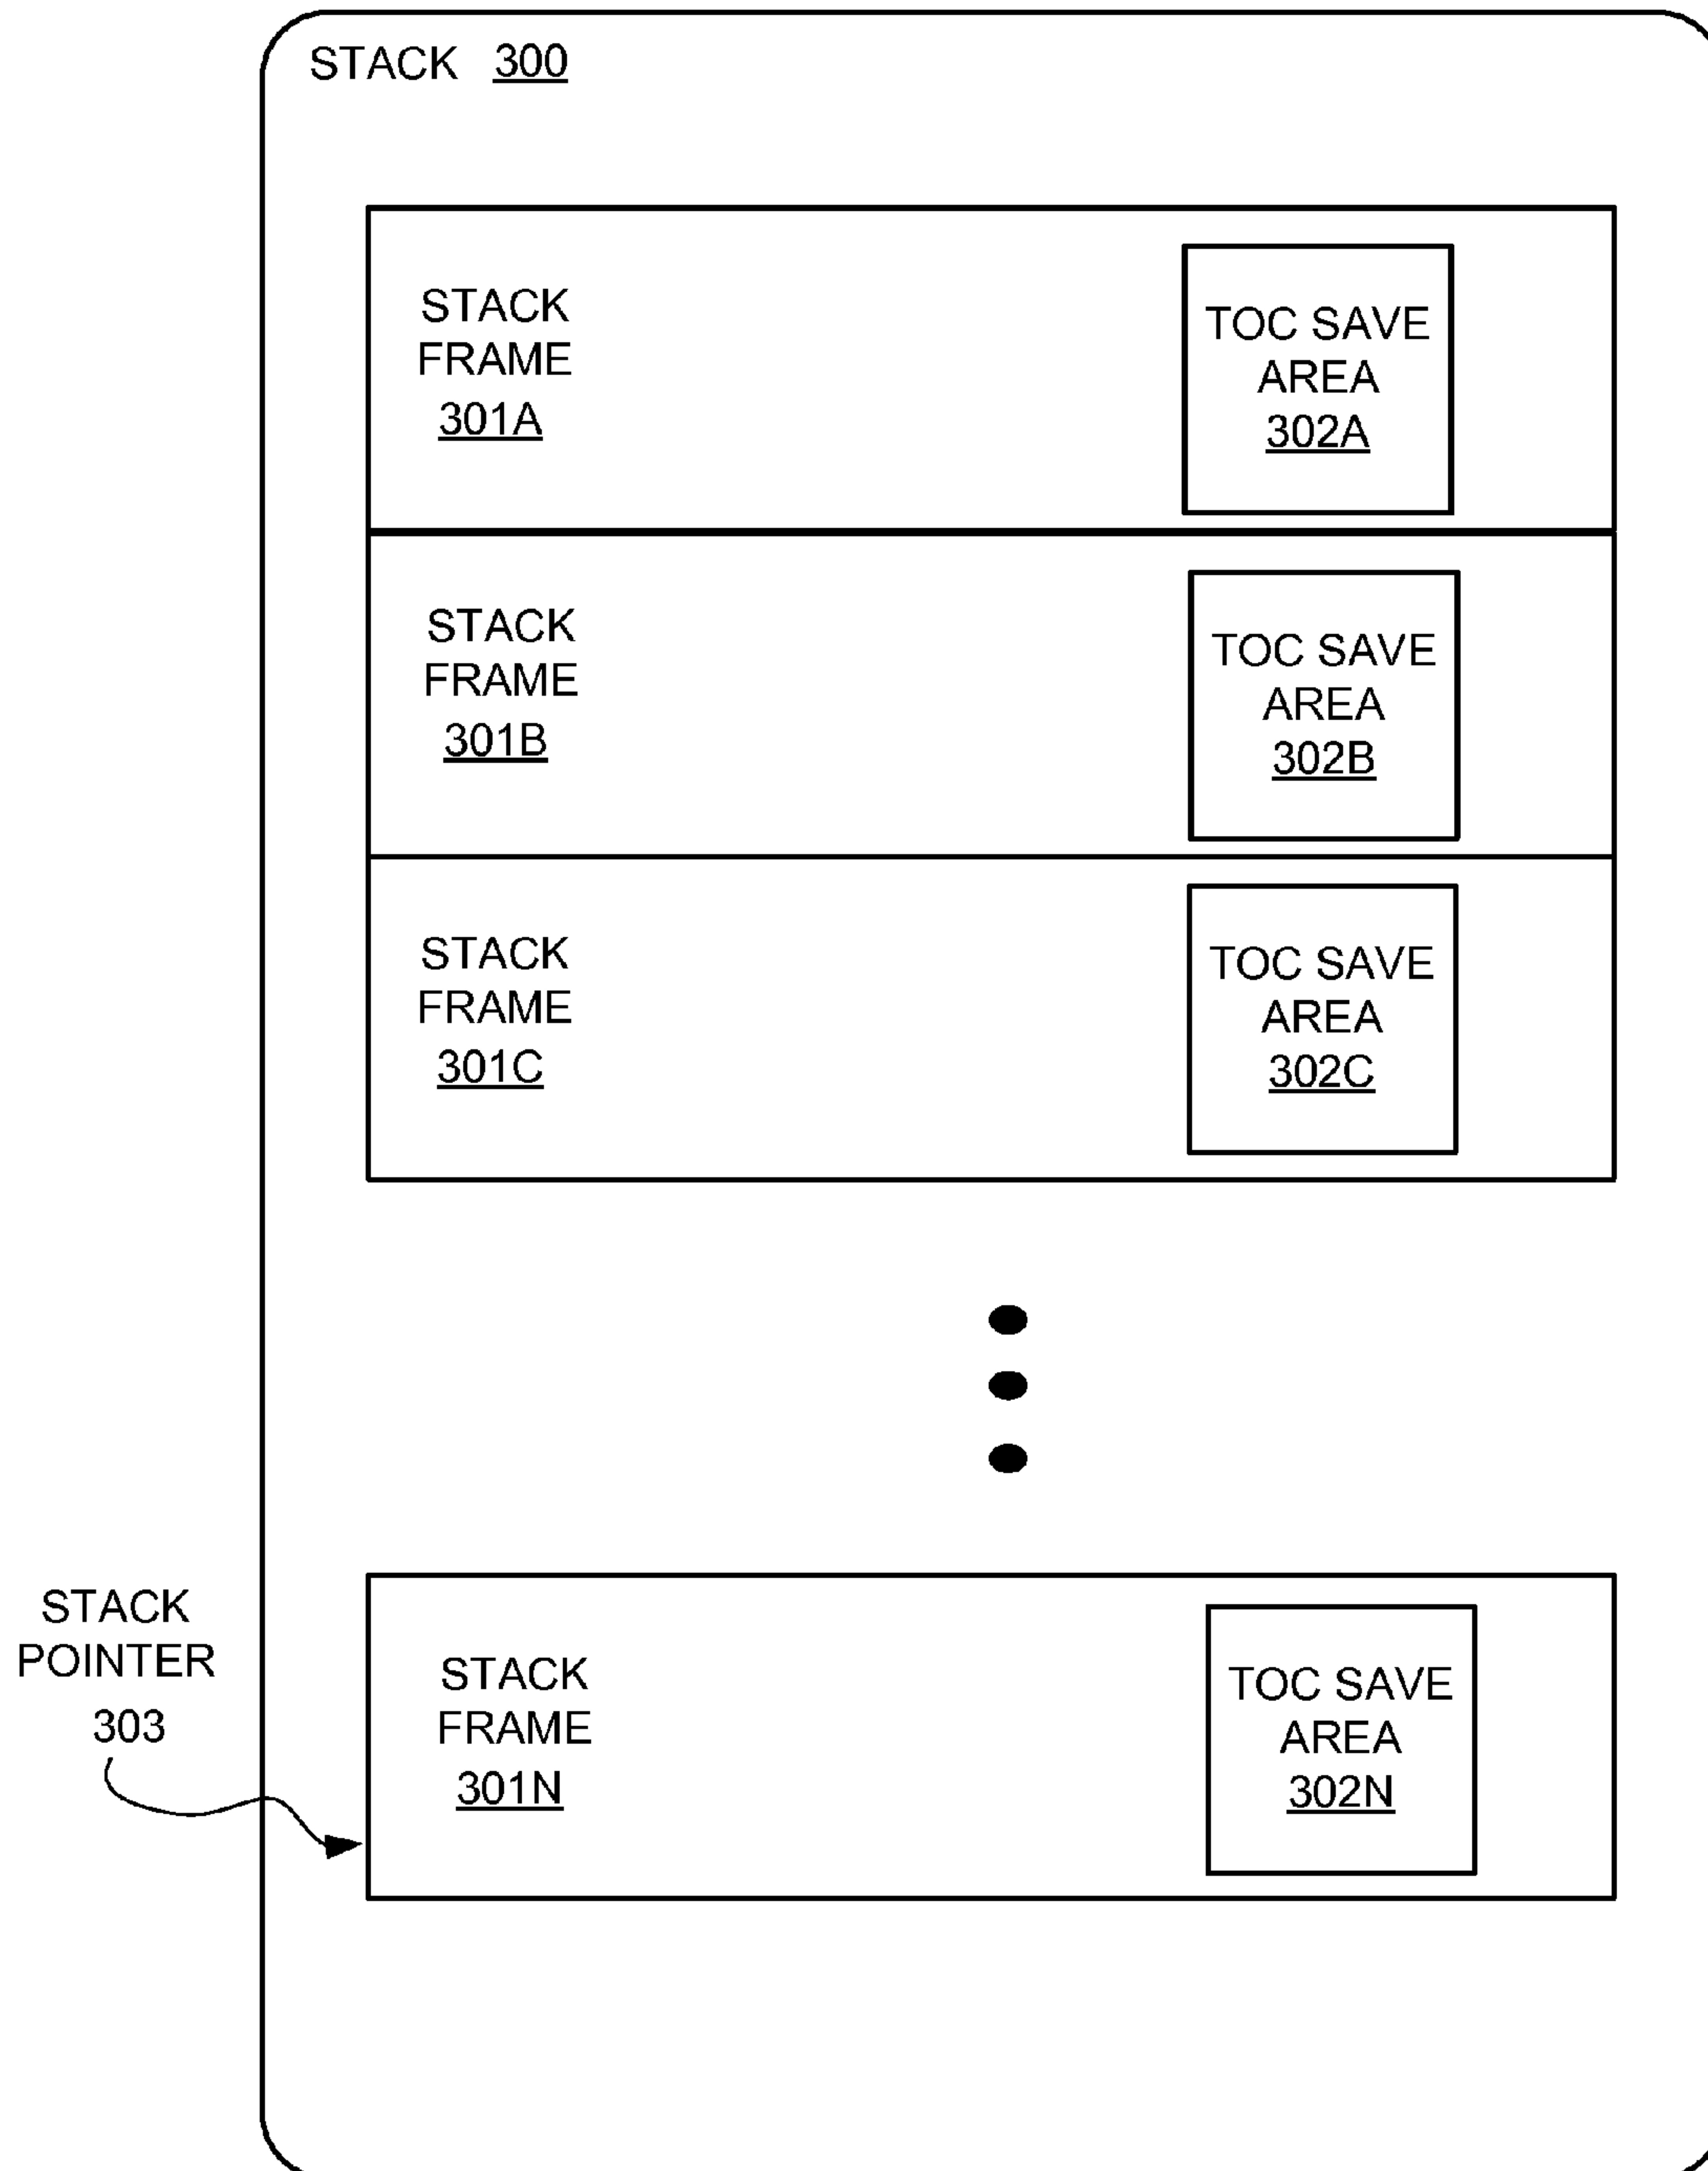 STACK 300
STACK
FRAME
301A
TOC SAVE
AREA
302A
STACK
FRAME
301B
TOC SAVE
AREA
302B
STACK
FRAME
301C
TOC SAVE
AREA
302C
STACK
POINTER
303
STACK
FRAME
301N
TOC SAVE
AREA
302N